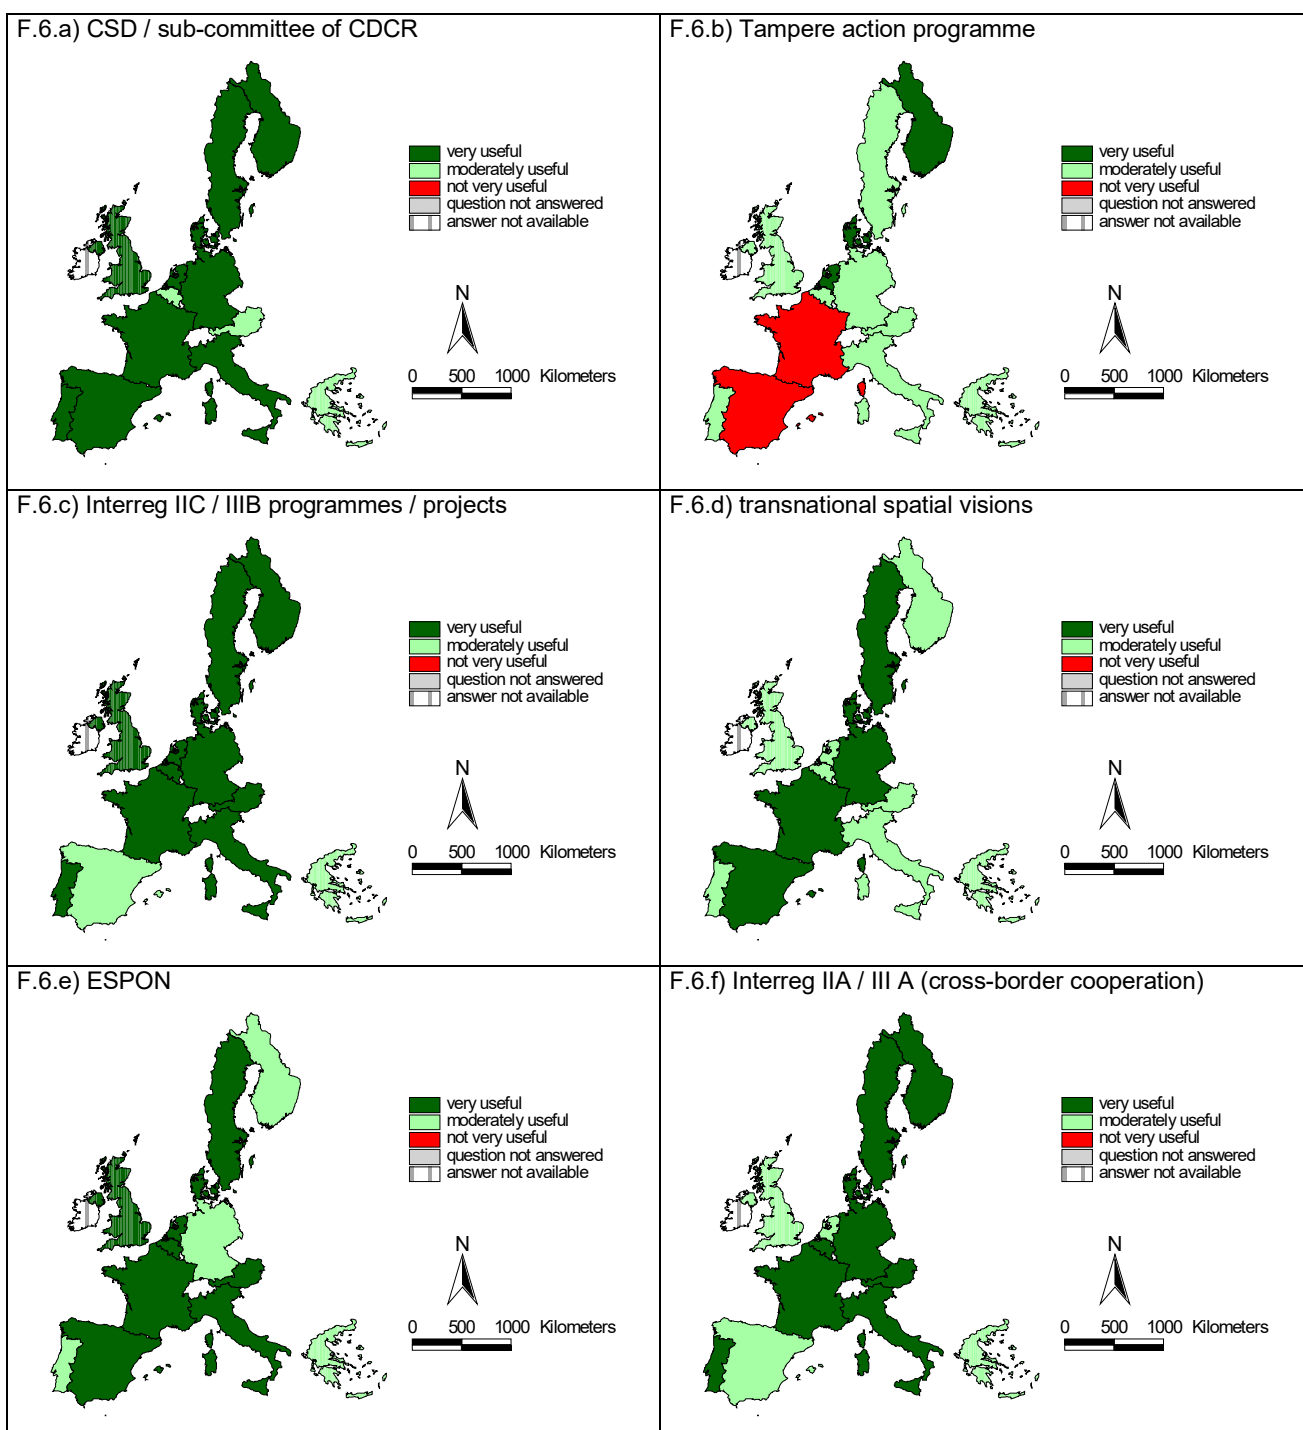 F.6.a) CSD / sub-committee of CDCR
very useful
moderately useful
not very useful
question not answered
answer not available
N
0 500 1000 Kilometers
F.6.b) Tampere action programme
very useful
moderately useful
not very useful
question not answered
answer not available
N
0 500 1000 Kilometers
F.6.c) Interreg IIC / IIIB programmes / projects
very useful
moderately useful
not very useful
question not answered
answer not available
N
0 500 1000 Kilometers
F.6.d) transnational spatial visions
very useful
moderately useful
not very useful
question not answered
answer not available
N
0 500 1000 Kilometers
F.6.e) ESPON
very useful
moderately useful
not very useful
question not answered
answer not available
N
0 500 1000 Kilometers
F.6.f) Interreg IIA / III A (cross-border cooperation)
very useful
moderately useful
not very useful
question not answered
answer not available
N
0 500 1000 Kilometers